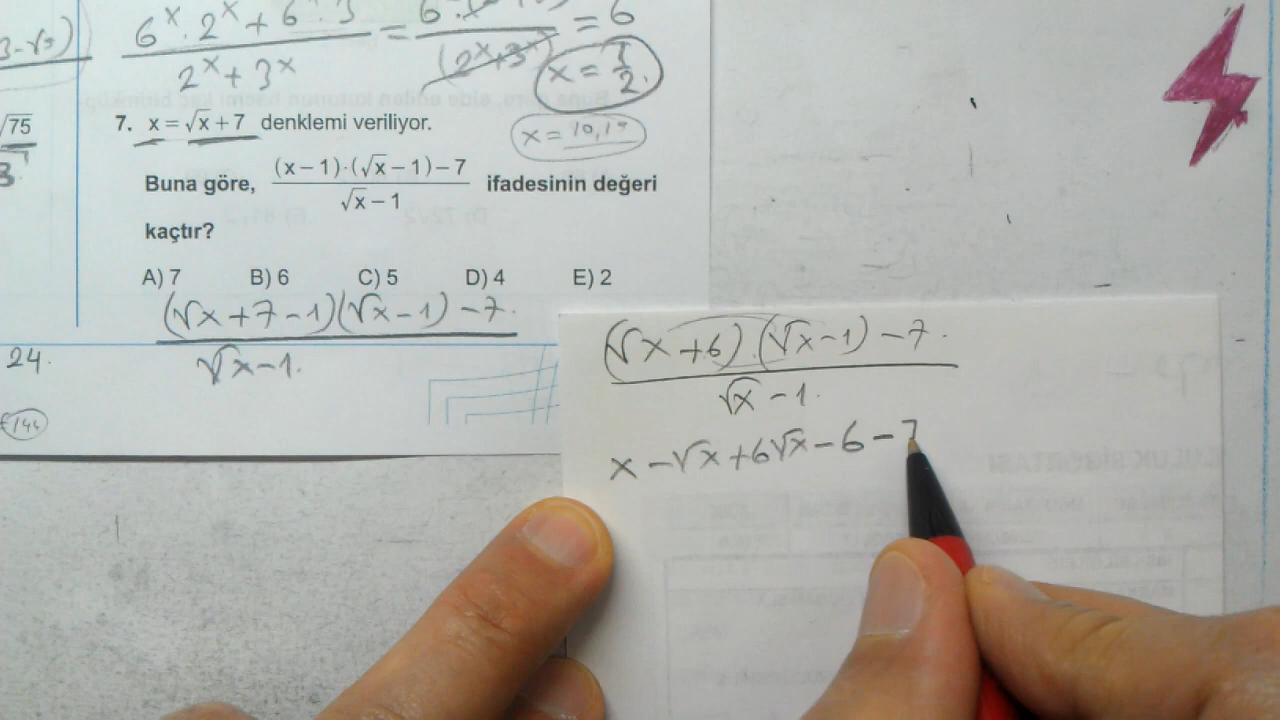 6^x · 2^x + 6 · 3
2^x + 3^x
= 6
(2^x + 3^x)
x = 1/2.
√75
3
7. x = √x + 7 denklemi veriliyor.
x = 10,19
Buna göre, (x − 1)·(√x − 1) − 7 / √x − 1 ifadesinin değeri
kaçtır?
A) 7 B) 6 C) 5 D) 4 E) 2
(√x + 7 − 1)(√x − 1) − 7.
√x − 1.
24.
144
(√x + 6) · (√x − 1) − 7.
√x − 1.
x − √x + 6√x − 6 − 7